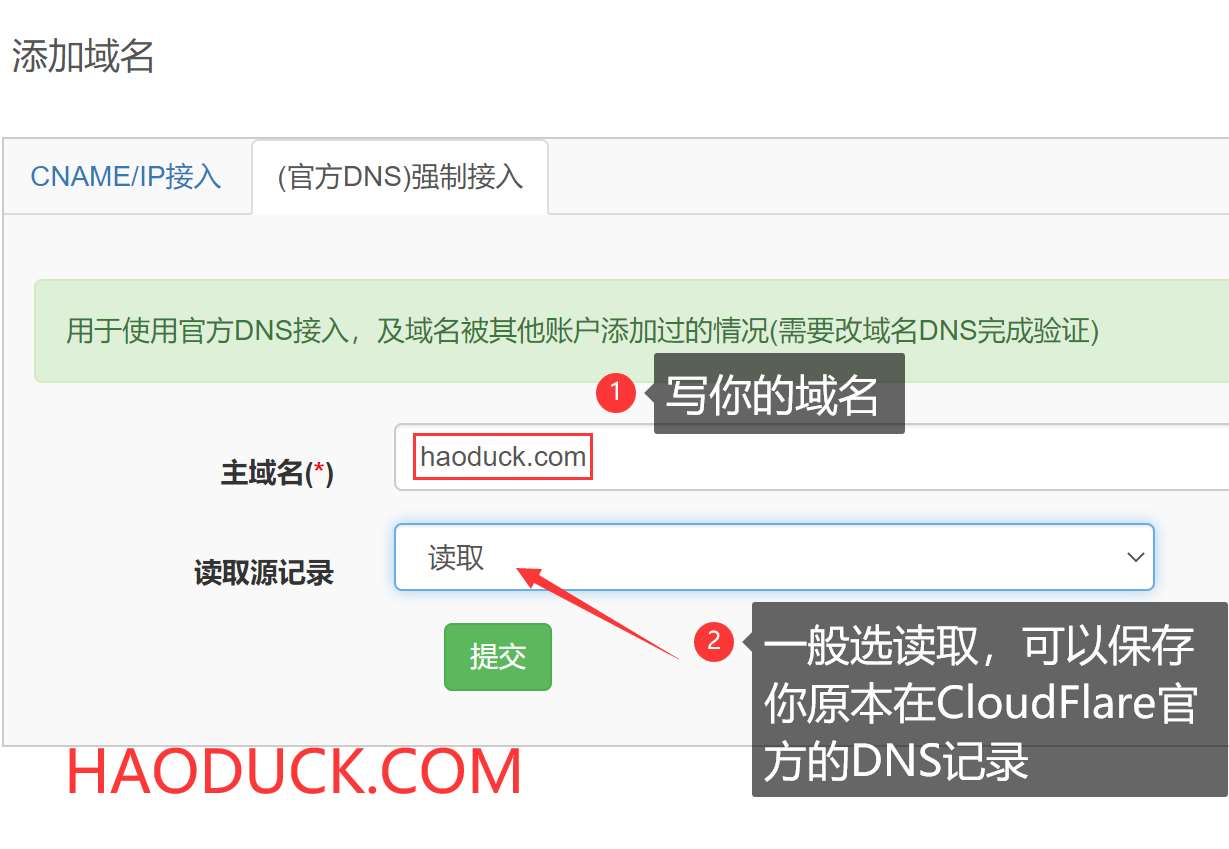 添加域名
CNAME/IP接入
(官方DNS)强制接入
用于使用官方DNS接入，及域名被其他账户添加过的情况(需要改域名DNS完成验证)
1
写你的域名
主域名(*)
haoduck.com
读取源记录
读取
2
一般选读取，可以保存
你原本在CloudFlare官
方的DNS记录
提交
HAODUCK.COM